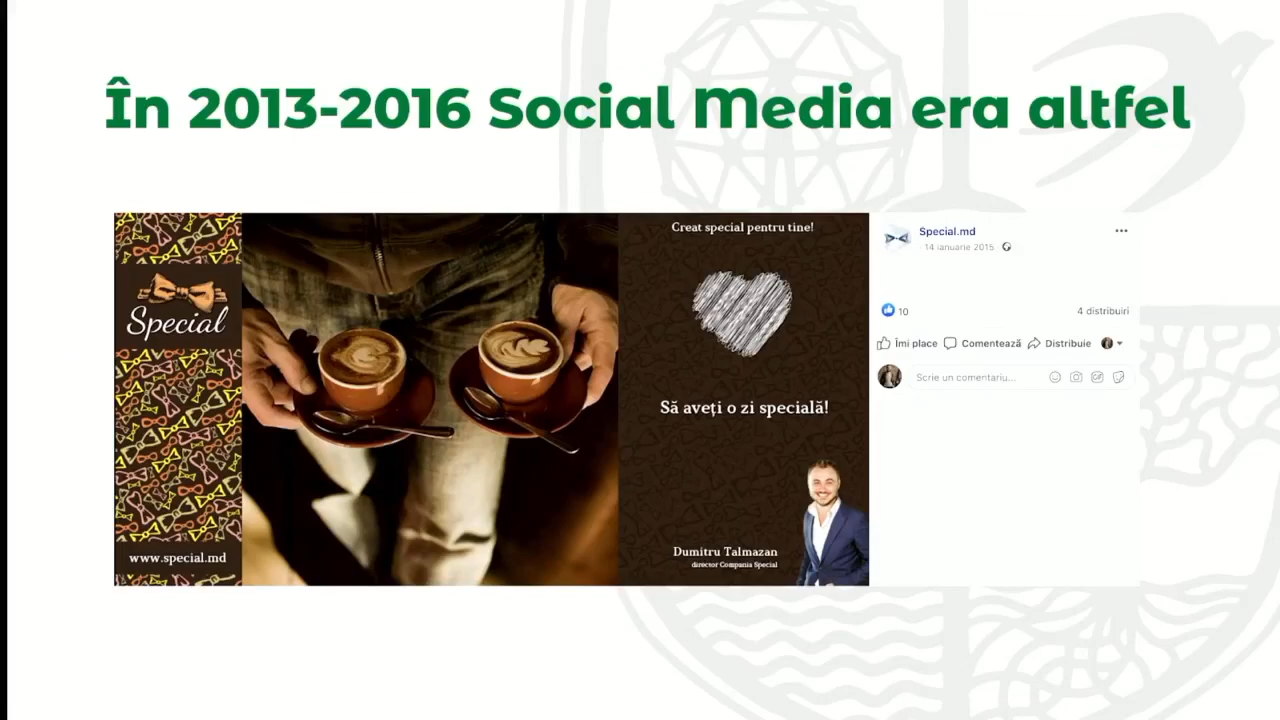 În 2013-2016 Social Media era altfel
Special
www.special.md
Creat special pentru tine!
Să aveți o zi specială!
Dumitru Talmazan
director Compania Special
Special.md
14 ianuarie 2015
10
4 distribuiri
Îmi place Comentează Distribuie
Scrie un comentariu...